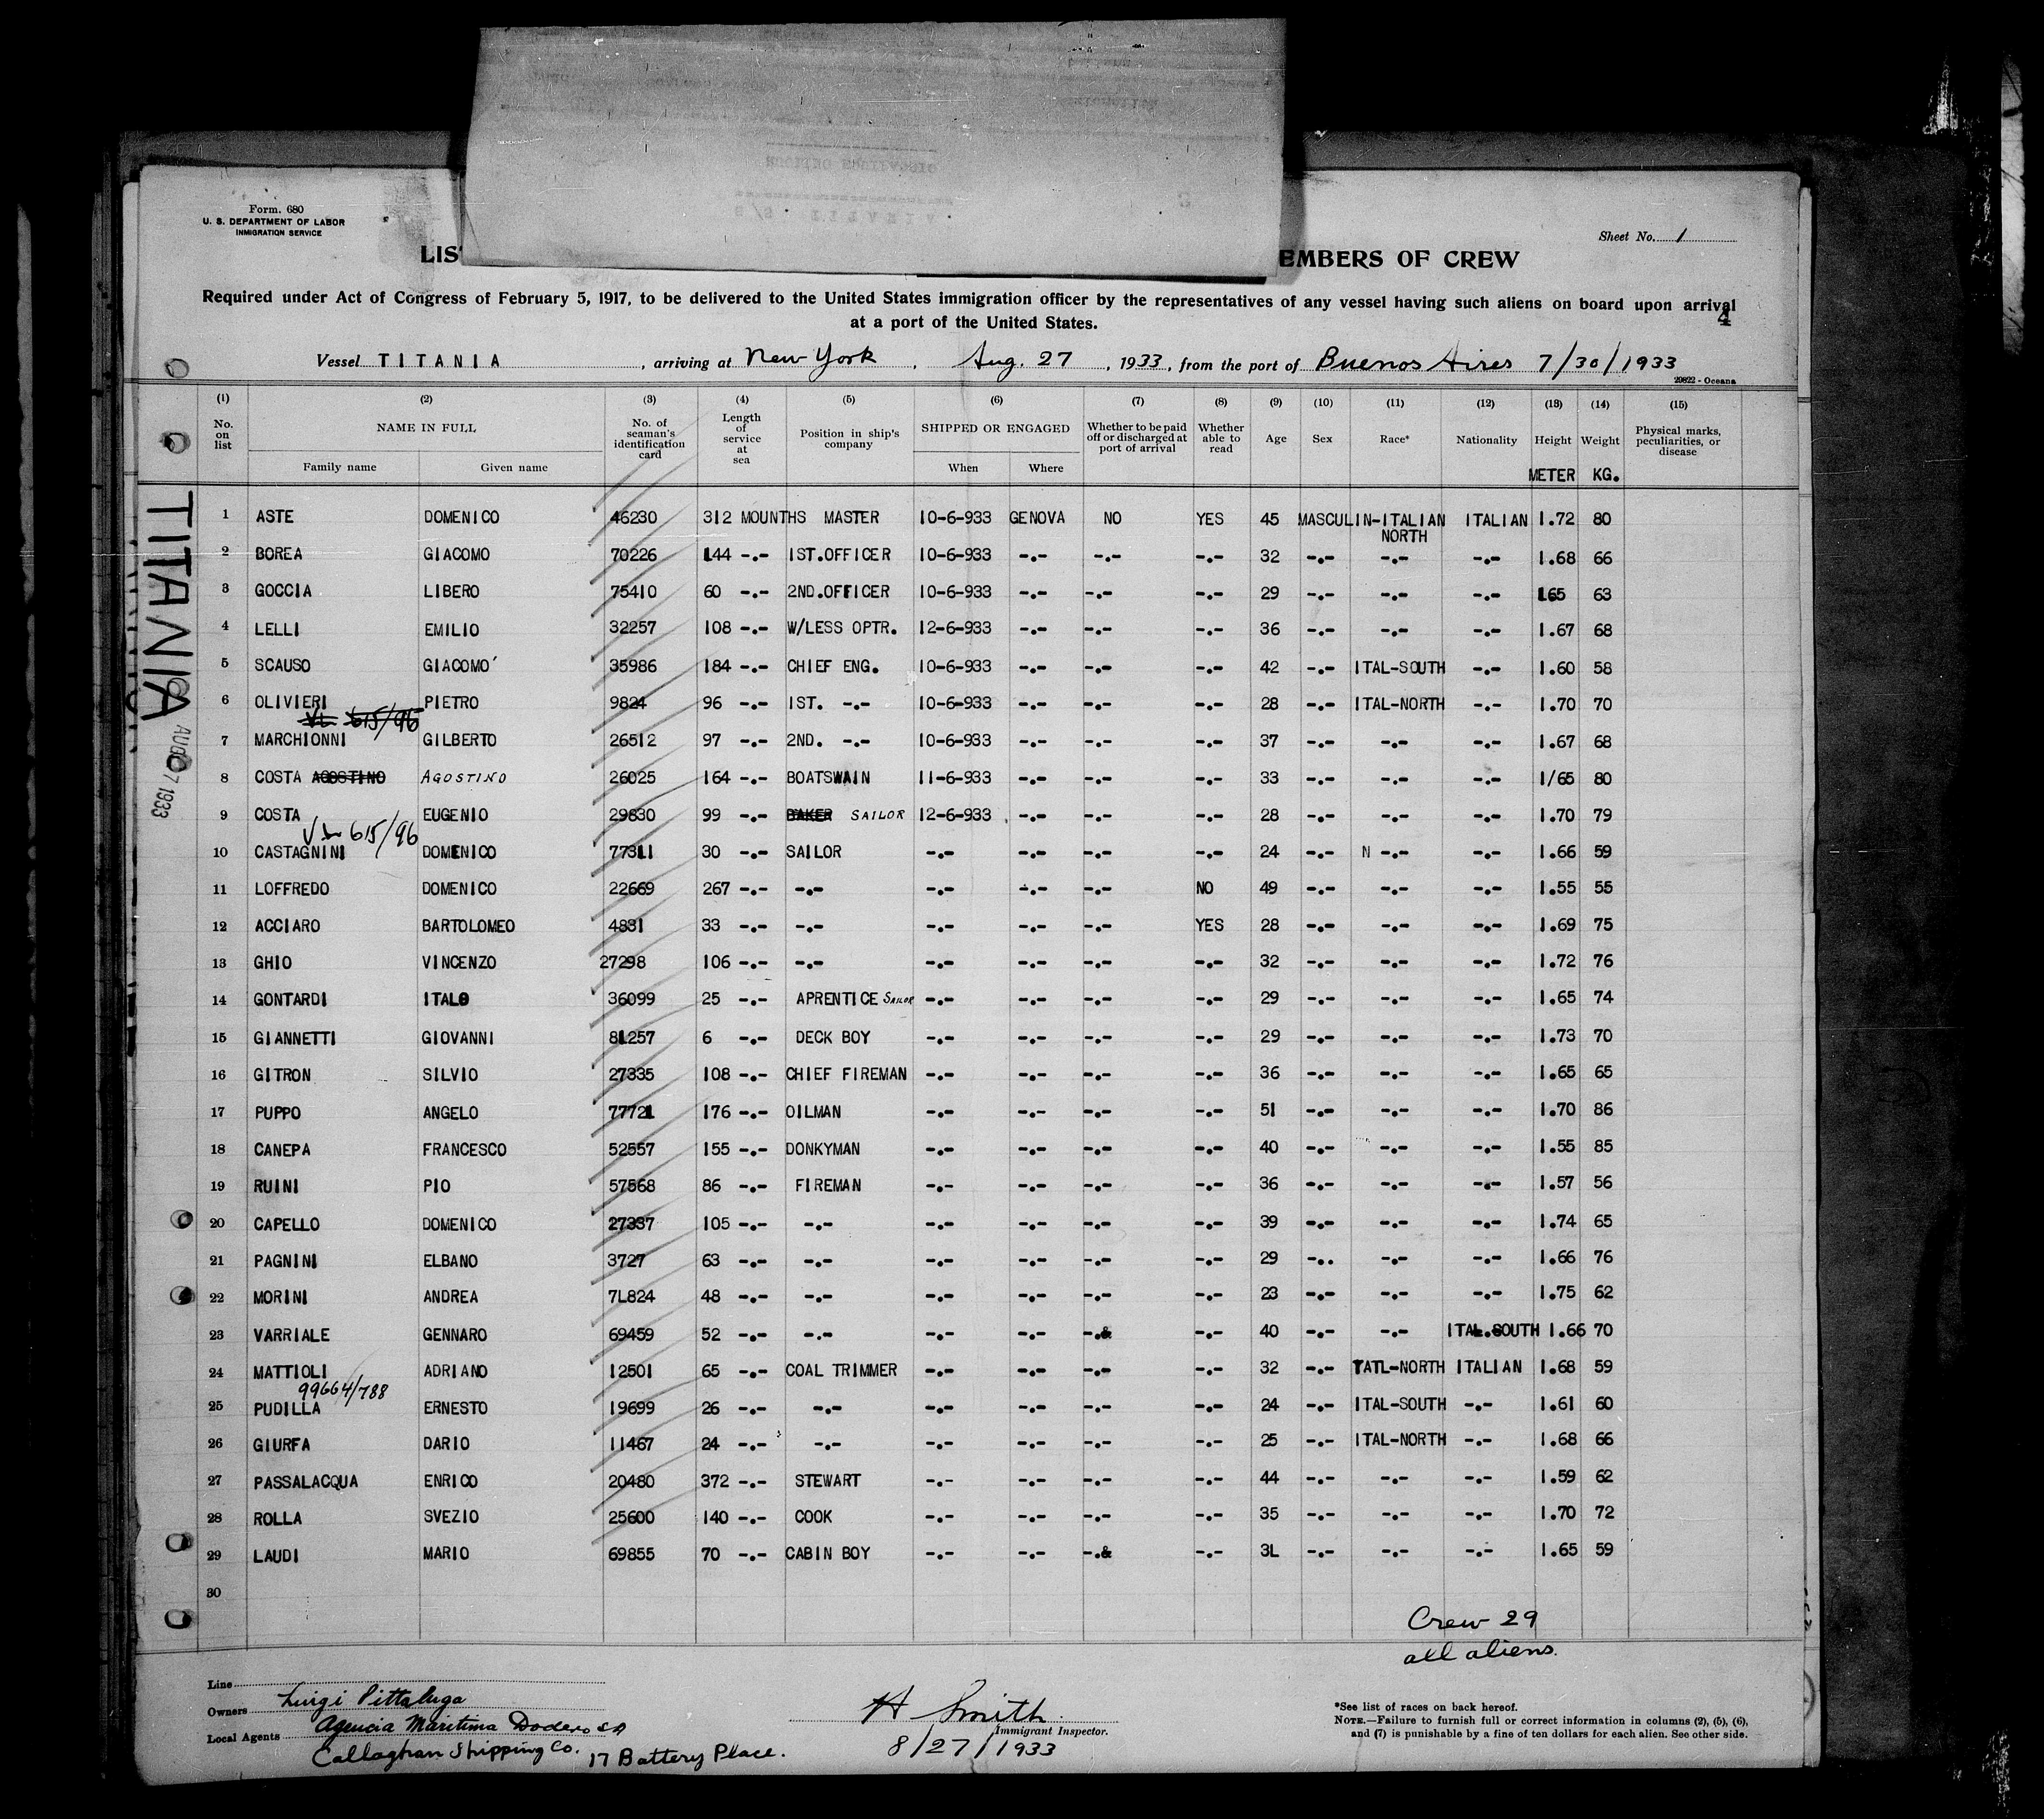 Form. 680
U. S. DEPARTMENT OF LABOR
INMIGRATION SERVICE
Sheet No. 1
LIS EMBERS OF CREW
Required under Act of Congress of February 5, 1917, to be delivered to the United States immigration officer by the representatives of any vessel having such aliens on board upon arrival
at a port of the United States.
4
Vessel TITANIA, arriving at New York, Aug. 27, 1933, from the port of Buenos Aires 7/30/1933
29822 - Oceana
(1) (2) (3) (4) (5) (6) (7) (8) (9) (10) (11) (12) (13) (14) (15)
No. on list NAME IN FULL No. of seaman's identification card Length of service at sea Position in ship's company SHIPPED OR ENGAGED Whether to be paid off or discharged at port of arrival Whether able to read Age Sex Race* Nationality Height Weight Physical marks, peculiarities, or disease
Family name Given name When Where METER KG.
1 ASTE DOMENICO 46230 312 MOUNTHS MASTER 10-6-933 GENOVA NO YES 45 MASCULIN-ITALIAN ITALIAN 1.72 80
NORTH
2 BOREA GIACOMO 70226 144 -.- 1ST.OFFICER 10-6-933 -.- -.- -.- 32 -.- -.- -.- 1.68 66
3 GOCCIA LIBERO 75410 60 -.- 2ND.OFFICER 10-6-933 -.- -.- -.- 29 -.- -.- -.- 1.65 63
4 LELLI EMILIO 32257 108 -.- W/LESS OPTR. 12-6-933 -.- -.- -.- 36 -.- -.- -.- 1.67 68
5 SCAUSO GIACOMO' 35986 184 -.- CHIEF ENG. 10-6-933 -.- -.- -.- 42 -.- ITAL-SOUTH -.- 1.60 58
6 OLIVIERI PIETRO 9824 96 -.- 1ST. -.- 10-6-933 -.- -.- -.- 28 -.- ITAL-NORTH -.- 1.70 70
615/96
7 MARCHIONNI GILBERTO 26512 97 -.- 2ND. -.- 10-6-933 -.- -.- -.- 37 -.- -.- -.- 1.67 68
8 COSTA AGOSTINO AGOSTINO 26025 164 -.- BOATSWAIN 11-6-933 -.- -.- -.- 33 -.- -.- -.- 1/65 80
9 COSTA EUGENIO 29830 99 -.- BAKER SAILOR 12-6-933 -.- -.- -.- 28 -.- -.- -.- 1.70 79
615/96
10 CASTAGNINI DOMENICO 77311 30 -.- SAILOR -.- -.- -.- -.- 24 -.- N -.- -.- 1.66 59
11 LOFFREDO DOMENICO 22669 267 -.- -.- -.- -.- -.- NO 49 -.- -.- -.- 1.55 55
12 ACCIARO BARTOLOMEO 4831 33 -.- -.- -.- -.- -.- YES 28 -.- -.- -.- 1.69 75
13 GHIO VINCENZO 27298 106 -.- -.- -.- -.- -.- -.- 32 -.- -.- -.- 1.72 76
14 GONTARDI ITALO 36099 25 -.- APRENTICE SAILOR -.- -.- -.- -.- 29 -.- -.- -.- 1.65 74
15 GIANNETTI GIOVANNI 81257 6 -.- DECK BOY -.- -.- -.- -.- 29 -.- -.- -.- 1.73 70
16 GITRON SILVIO 27335 108 -.- CHIEF FIREMAN -.- -.- -.- -.- 36 -.- -.- -.- 1.65 65
17 PUPPO ANGELO 77721 176 -.- OILMAN -.- -.- -.- -.- 51 -.- -.- -.- 1.70 86
18 CANEPA FRANCESCO 52557 155 -.- DONKYMAN -.- -.- -.- -.- 40 -.- -.- -.- 1.55 85
19 RUINI PIO 57568 86 -.- FIREMAN -.- -.- -.- -.- 36 -.- -.- -.- 1.57 56
20 CAPELLO DOMENICO 27337 105 -.- -.- -.- -.- -.- -.- 39 -.- -.- -.- 1.74 65
21 PAGNINI ELBANO 3727 63 -.- -.- -.- -.- -.- -.- 29 -.. -.- -.- 1.66 76
22 MORINI ANDREA 7L824 48 -.- -.- -.- -.- -.- -.- 23 -.- -.- -.- 1.75 62
23 VARRIALE GENNARO 69459 52 -.- -.- -.- -.- -.& -.- 40 -.- -.- ITAL.SOUTH 1.66 70
24 MATTIOLI ADRIANO 12501 65 -.- COAL TRIMMER -.- -.- -.- -.- 32 -.- TATL-NORTH ITALIAN 1.68 59
99664/788
25 PUDILLA ERNESTO 19699 26 -.- -.- -.- -.- -.- -.- 24 -.- ITAL-SOUTH -.- 1.61 60
26 GIURFA DARIO 11467 24 -.- -.- -.- -.- -.- -.- 25 -.- ITAL-NORTH -.- 1.68 66
27 PASSALACQUA ENRICO 20480 372 -.- STEWART -.- -.- -.- -.- 44 -.- -.- -.- 1.59 62
28 ROLLA SVEZIO 25600 140 -.- COOK -.- -.- -.- -.- 35 -.- -.- -.- 1.70 72
29 LAUDI MARIO 69855 70 -.- CABIN BOY -.- -.- -.& -.- 3L -.- -.- -.- 1.65 59
30
TITANIA
AUG 27 1933
Crew 29
all aliens.
Line
Owners Luigi Pittaluga
Local Agents Agencia Maritima Dodero SA
Callaghan Shipping Co. 17 Battery Place.
H Smith
Immigrant Inspector.
8/27/1933
*See list of races on back hereof.
NOTE.—Failure to furnish full or correct information in columns (2), (5), (6),
and (7) is punishable by a fine of ten dollars for each alien. See other side.